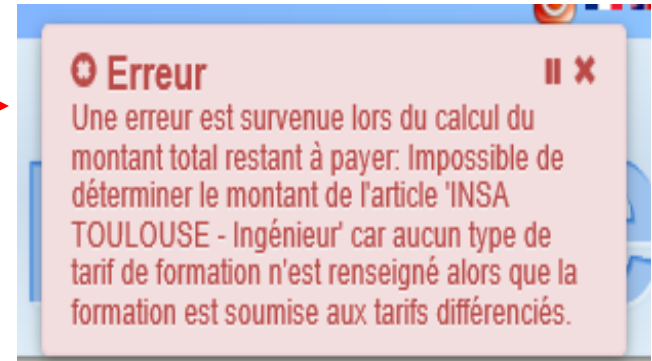 Erreur
Une erreur est survenue lors du calcul du
montant total restant à payer: Impossible de
déterminer le montant de l'article 'INSA
TOULOUSE - Ingénieur' car aucun type de
tarif de formation n'est renseigné alors que la
formation est soumise aux tarifs différenciés.